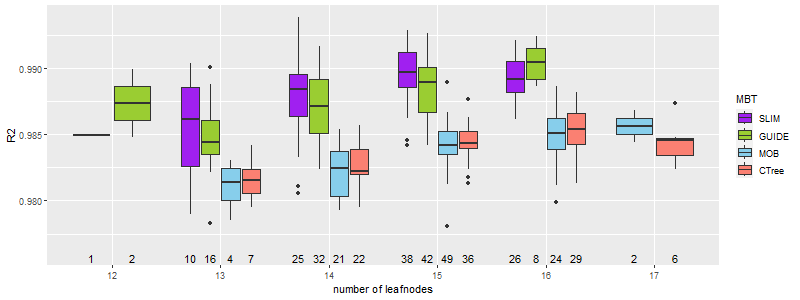 0.990
0.985
0.980
R2
1 2 10 16 4 7 25 32 21 22 38 42 49 36 26 8 24 29 2 6
12 13 14 15 16 17
number of leafnodes
MBT
SLIM
GUIDE
MOB
CTree